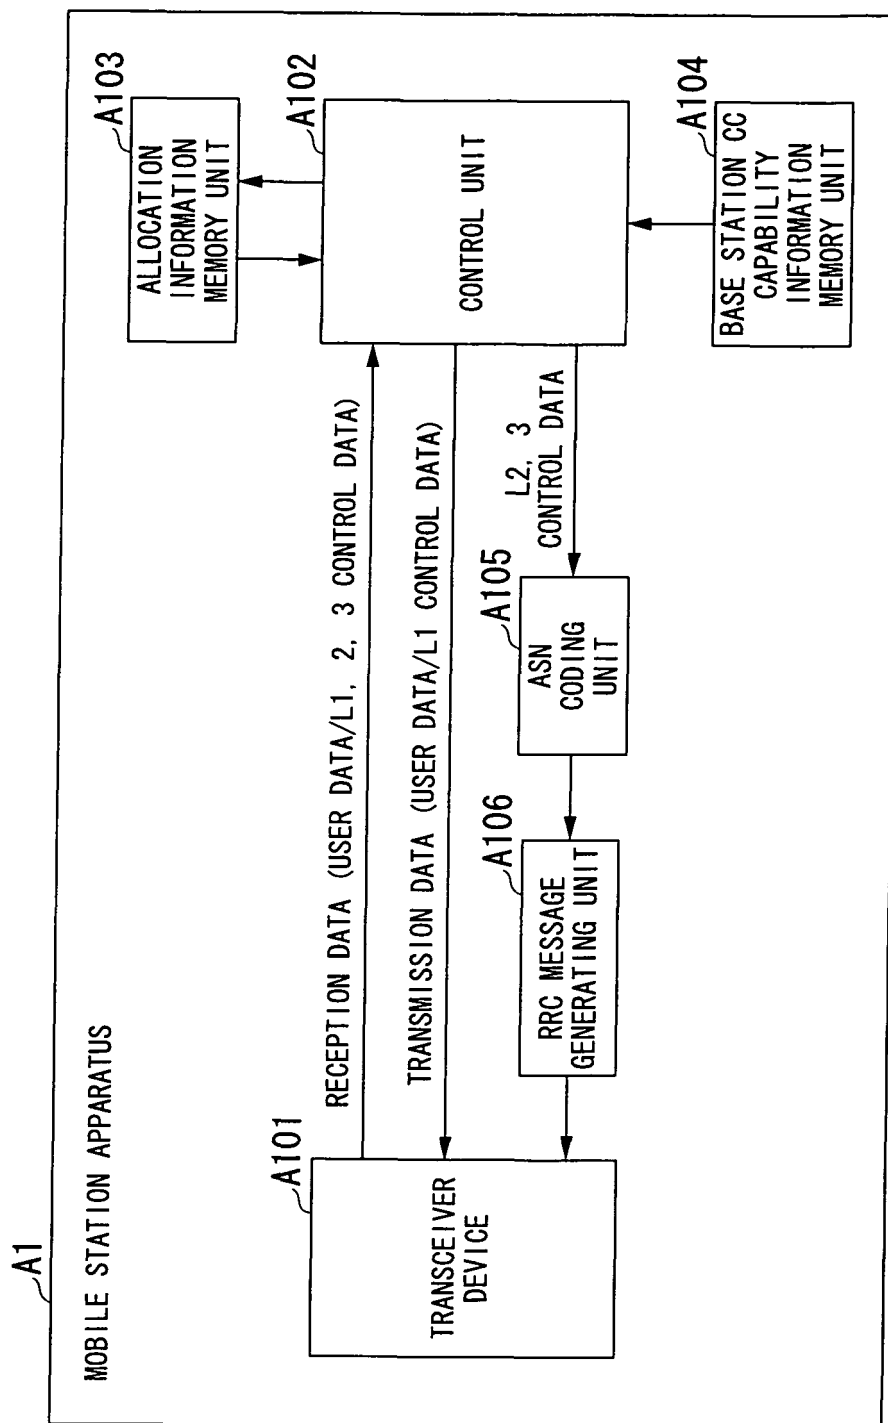 A1
MOBILE STATION APPARATUS
A101
TRANSCEIVER
DEVICE
RECEPTION DATA (USER DATA/L1, 2, 3 CONTROL DATA)
TRANSMISSION DATA (USER DATA/L1 CONTROL DATA)
A106
RRC MESSAGE
GENERATING UNIT
A105
ASN
CODING
UNIT
L2, 3
CONTROL DATA
A103
ALLOCATION
INFORMATION
MEMORY UNIT
A102
CONTROL UNIT
A104
BASE STATION CC
CAPABILITY
INFORMATION
MEMORY UNIT